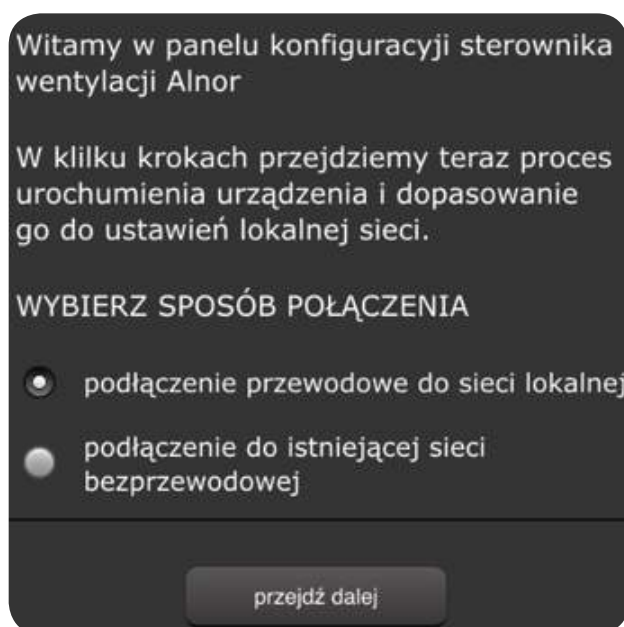 Witamy w panelu konfiguracyji sterownika
wentylacji Alnor
W klilku krokach przejdziemy teraz proces
urochumienia urządzenia i dopasowanie
go do ustawień lokalnej sieci.
WYBIERZ SPOSÓB POŁĄCZENIA
podłączenie przewodowe do sieci lokalnej
podłączenie do istniejącej sieci
bezprzewodowej
przejdź dalej